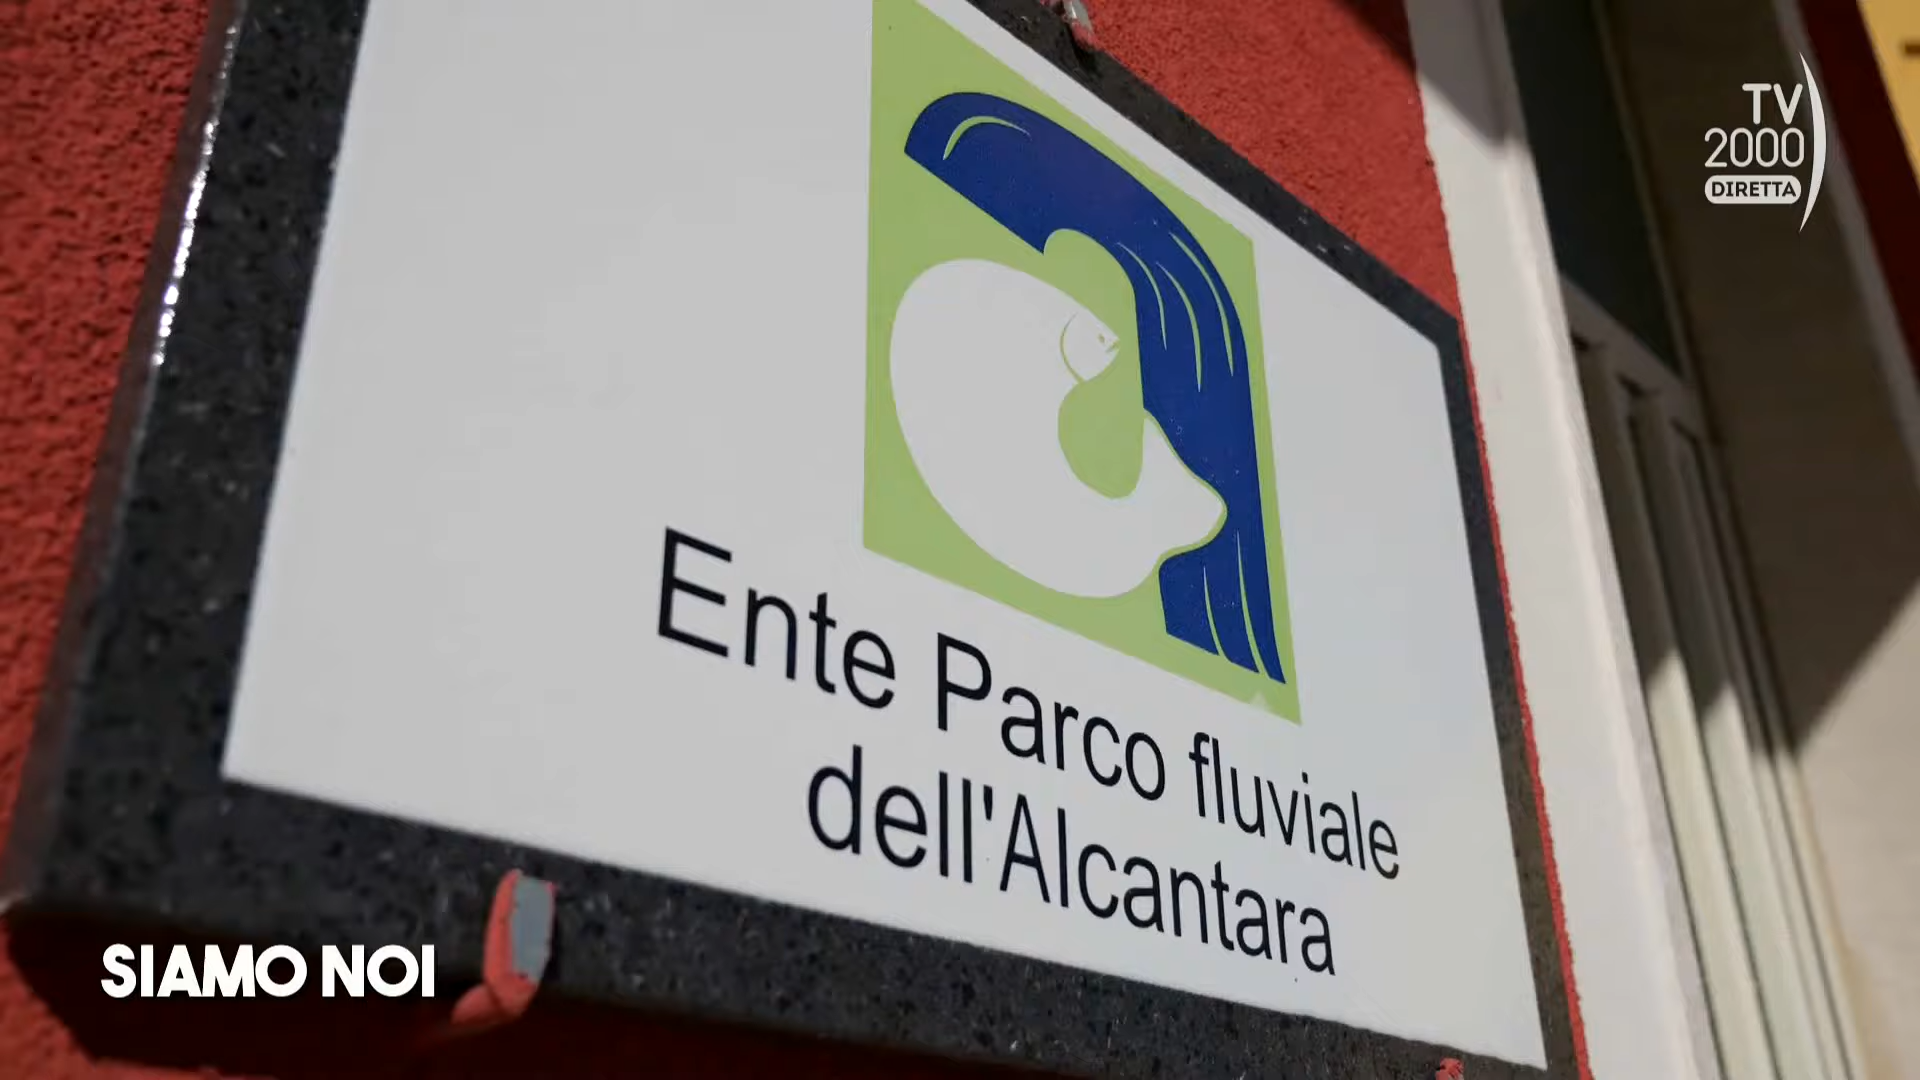 TV
2000
DIRETTA
Ente Parco fluviale
dell'Alcantara
SIAMO NOI